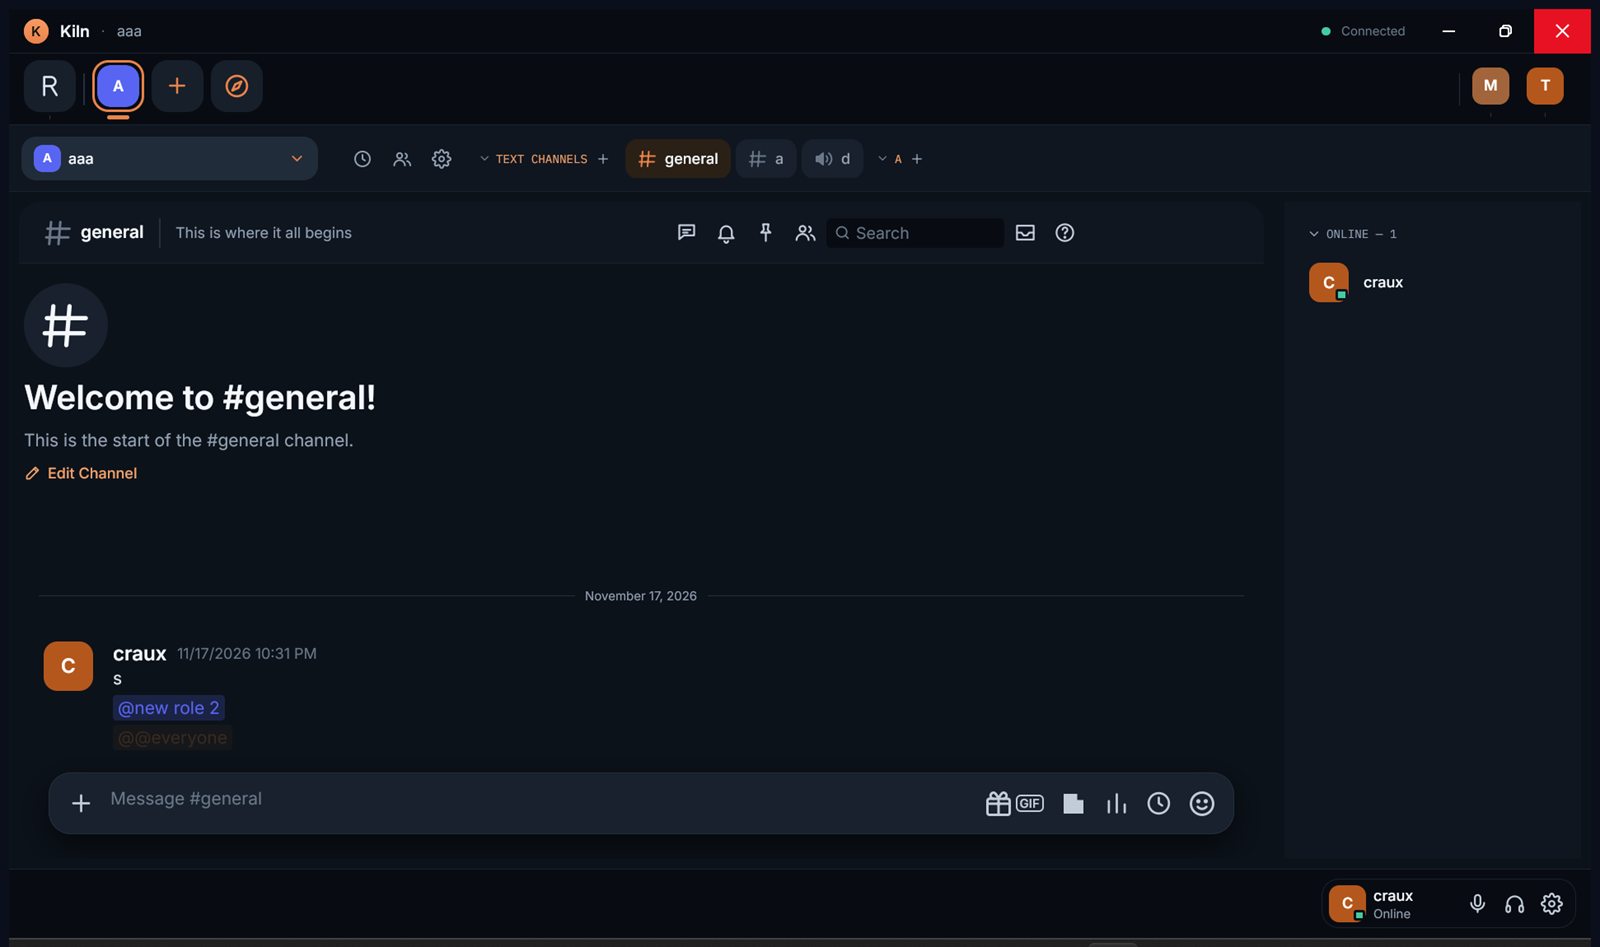 K Kiln · aaa
Connected
R A
M T
A aaa
TEXT CHANNELS
general
a
d
A
general
This is where it all begins
Search
ONLINE — 1
C craux
Welcome to #general!
This is the start of the #general channel.
Edit Channel
November 17, 2026
C
craux 11/17/2026 10:31 PM
s
@new role 2
@@everyone
Message #general
GIF
C
craux
Online